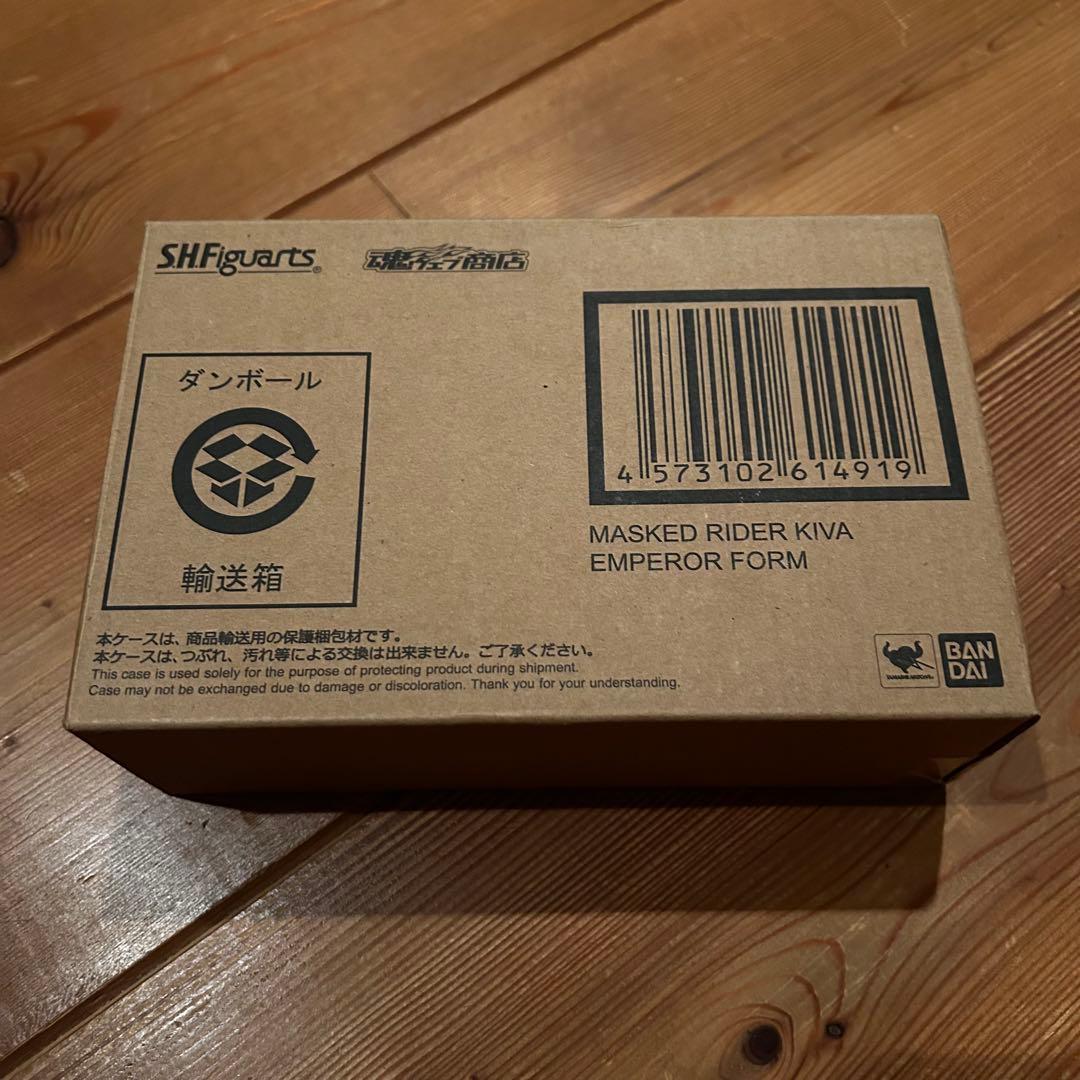 S.H.Figuarts®
魂ウェブ商店
ダンボール
輸送箱
4 573102 614919
MASKED RIDER KIVA
EMPEROR FORM
本ケースは、商品輸送用の保護梱包材です。
本ケースは、つぶれ、汚れ等による交換は出来ません。ご了承ください。
This case is used solely for the purpose of protecting product during shipment.
Case may not be exchanged due to damage or discoloration. Thank you for your understanding.
TAMASHII NATIONS
BAN
DAI